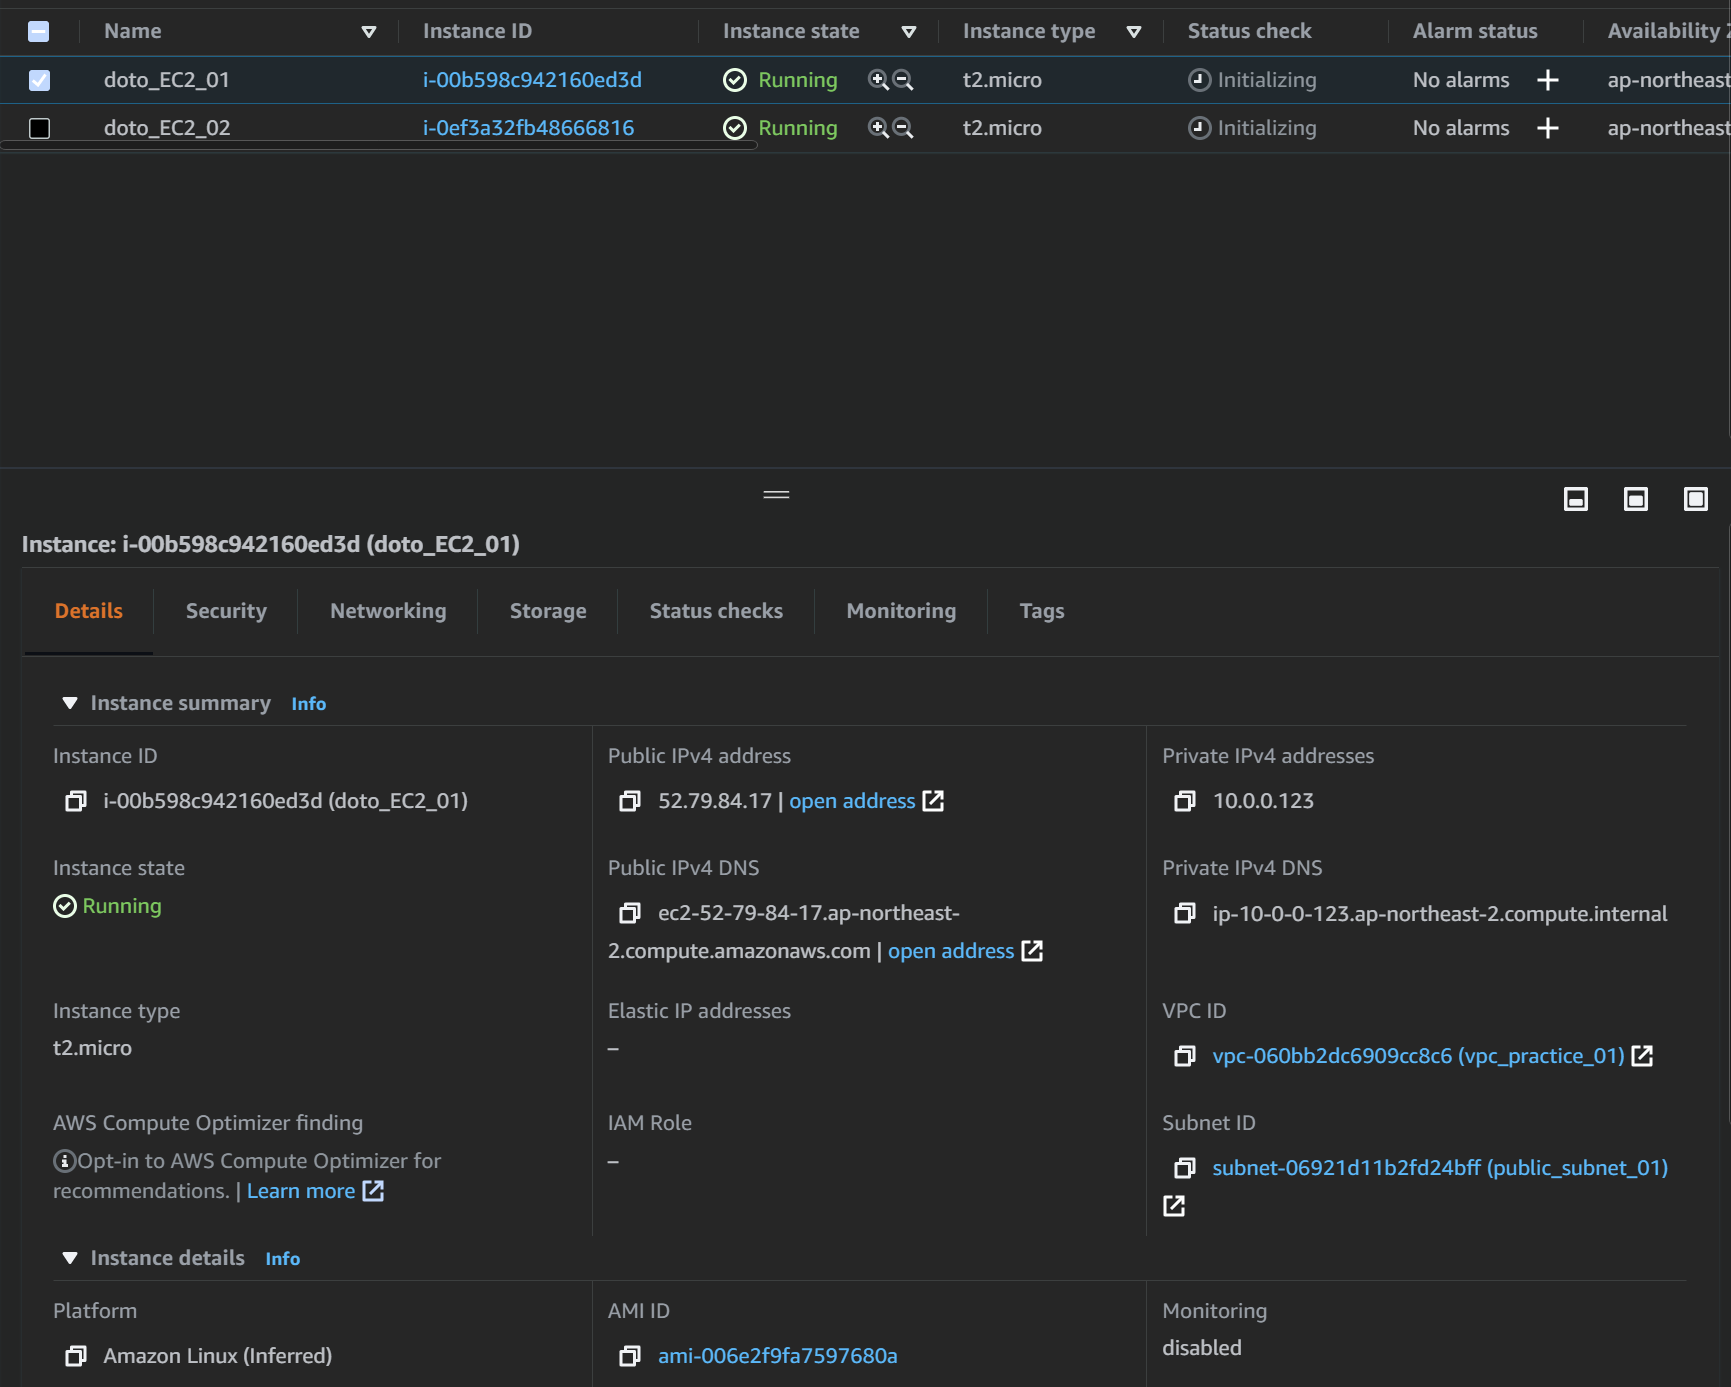 Name Instance ID Instance state Instance type Status check Alarm status Availability
doto_EC2_01 i-00b598c942160ed3d Running t2.micro Initializing No alarms + ap-northeast
doto_EC2_02 i-0ef3a32fb48666816 Running t2.micro Initializing No alarms + ap-northeast
Instance: i-00b598c942160ed3d (doto_EC2_01)
Details Security Networking Storage Status checks Monitoring Tags
Instance summary Info
Instance ID
i-00b598c942160ed3d (doto_EC2_01)
Public IPv4 address
52.79.84.17 | open address
Private IPv4 addresses
10.0.0.123
Instance state
Running
Public IPv4 DNS
ec2-52-79-84-17.ap-northeast-
2.compute.amazonaws.com | open address
Private IPv4 DNS
ip-10-0-0-123.ap-northeast-2.compute.internal
Instance type
t2.micro
Elastic IP addresses
–
VPC ID
vpc-060bb2dc6909cc8c6 (vpc_practice_01)
AWS Compute Optimizer finding
Opt-in to AWS Compute Optimizer for
recommendations. | Learn more
IAM Role
–
Subnet ID
subnet-06921d11b2fd24bff (public_subnet_01)
Instance details Info
Platform
Amazon Linux (Inferred)
AMI ID
ami-006e2f9fa7597680a
Monitoring
disabled